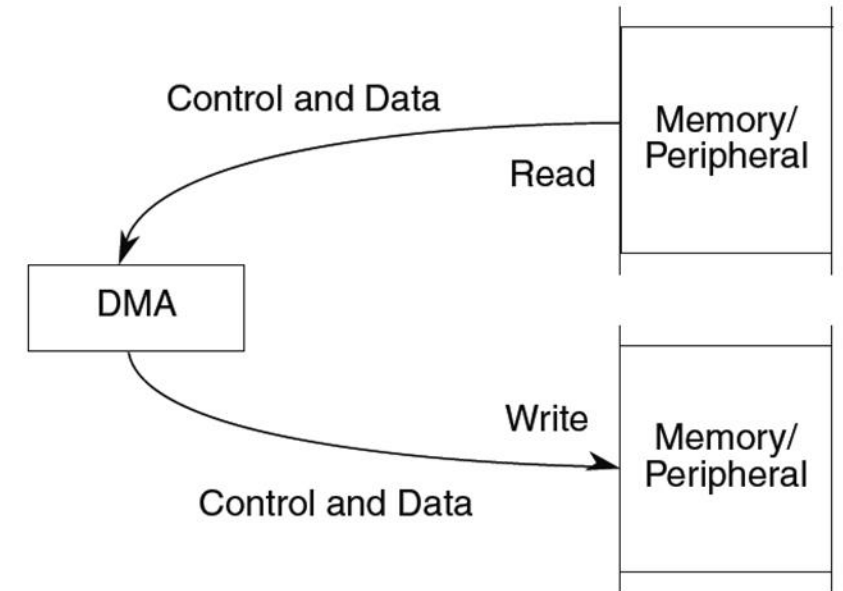 Control and Data
Memory/
Peripheral
Read
DMA
Write
Memory/
Peripheral
Control and Data